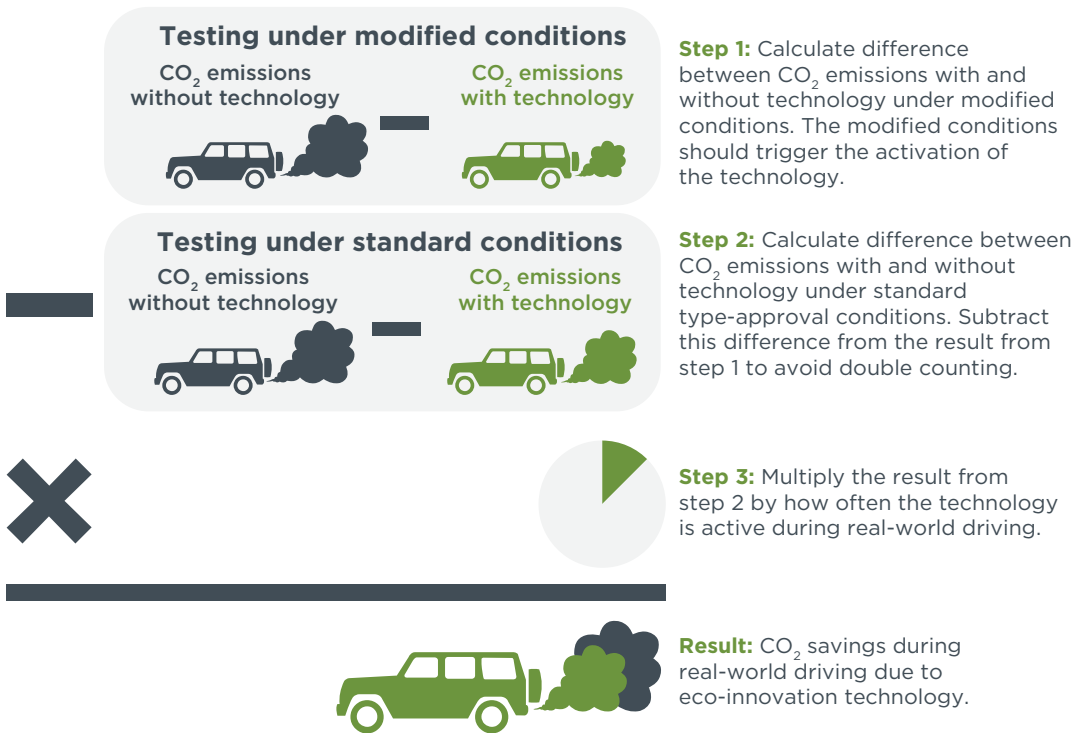 Testing under modified conditions
CO₂ emissions
without technology
CO₂ emissions
with technology
Step 1: Calculate difference
between CO₂ emissions with and
without technology under modified
conditions. The modified conditions
should trigger the activation of
the technology.
Testing under standard conditions
CO₂ emissions
without technology
CO₂ emissions
with technology
Step 2: Calculate difference between
CO₂ emissions with and without
technology under standard
type-approval conditions. Subtract
this difference from the result from
step 1 to avoid double counting.
Step 3: Multiply the result from
step 2 by how often the technology
is active during real-world driving.
Result: CO₂ savings during
real-world driving due to
eco-innovation technology.